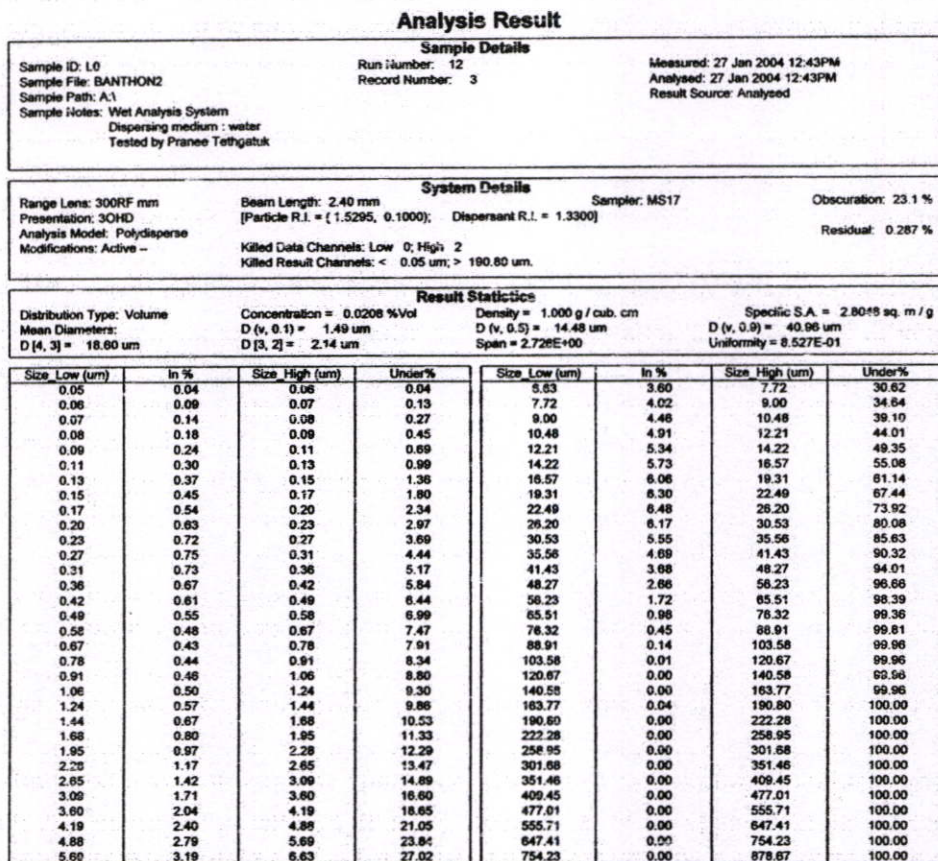 Analysis Result
Sample Details
Sample ID: L0 Run Number: 12 Measured: 27 Jan 2004 12:43PM
Sample File: BANTHON2 Record Number: 3 Analysed: 27 Jan 2004 12:43PM
Sample Path: A:\ Result Source: Analysed
Sample Notes: Wet Analysis System
Dispersing medium : water
Tested by Pranee Tethgatuk
System Details
Range Lens: 300RF mm Beam Length: 2.40 mm Sampler: MS17 Obscuration: 23.1 %
Presentation: 3OHD [Particle R.I. = ( 1.5295, 0.1000); Dispersant R.I. = 1.3300]
Analysis Model: Polydisperse Residual: 0.287 %
Modifications: Active -- Killed Data Channels: Low 0; High 2
Killed Result Channels: < 0.05 um; > 190.80 um.
Result Statistics
Distribution Type: Volume Concentration = 0.0208 %Vol Density = 1.000 g / cub. cm Specific S.A. = sq. m / g
Mean Diameters: D (v, 0.1) = 1.49 um D (v, 0.5) = 14.48 um D (v, 0.9) = 40.96 um
D [4, 3] = 18.60 um D [3, 2] = 2.14 um Span = 2.726E+00 Uniformity = 8.527E-01
Size_Low (um) In % Size_High (um) Under% Size_Low (um) In % Size_High (um) Under%
0.05 0.04 0.06 0.04 6.63 3.60 7.72 30.62
0.06 0.09 0.07 0.13 7.72 4.02 9.00 34.64
0.07 0.14 0.08 0.27 9.00 4.46 10.48 39.10
0.08 0.18 0.09 0.45 10.48 4.91 12.21 44.01
0.09 0.24 0.11 0.69 12.21 5.34 14.22 49.35
0.11 0.30 0.13 0.99 14.22 5.73 16.57 55.08
0.13 0.37 0.15 1.36 16.57 6.06 19.31 61.14
0.15 0.45 0.17 1.80 19.31 6.30 22.49 67.44
0.17 0.54 0.20 2.34 22.49 6.48 26.20 73.92
0.20 0.63 0.23 2.97 26.20 6.17 30.53 80.08
0.23 0.72 0.27 3.69 30.53 5.55 35.56 85.63
0.27 0.75 0.31 4.44 35.56 4.69 41.43 90.32
0.31 0.73 0.36 5.17 41.43 3.68 48.27 94.01
0.36 0.67 0.42 5.84 48.27 2.66 56.23 96.66
0.42 0.61 0.49 6.44 56.23 1.72 65.51 98.39
0.49 0.55 0.58 6.99 65.51 0.98 76.32 99.36
0.58 0.48 0.67 7.47 76.32 0.45 88.91 99.81
0.67 0.43 0.78 7.91 88.91 0.14 103.58 99.96
0.78 0.44 0.91 8.34 103.58 0.01 120.67 99.96
0.91 0.46 1.06 8.80 120.67 0.00 140.58 99.96
1.06 0.50 1.24 9.30 140.58 0.00 163.77 99.96
1.24 0.57 1.44 9.86 163.77 0.04 190.80 100.00
1.44 0.67 1.68 10.53 190.80 0.00 222.28 100.00
1.68 0.80 1.95 11.33 222.28 0.00 258.95 100.00
1.95 0.97 2.28 12.29 258.95 0.00 301.68 100.00
2.28 1.17 2.65 13.47 301.68 0.00 351.46 100.00
2.65 1.42 3.09 14.89 351.46 0.00 409.45 100.00
3.09 1.71 3.60 16.60 409.45 0.00 477.01 100.00
3.60 2.04 4.19 18.65 477.01 0.00 555.71 100.00
4.19 2.40 4.88 21.05 555.71 0.00 647.41 100.00
4.88 2.79 5.69 23.84 647.41 0.00 754.23 100.00
5.69 3.19 6.63 27.02 754.23 0.00 878.67 100.00